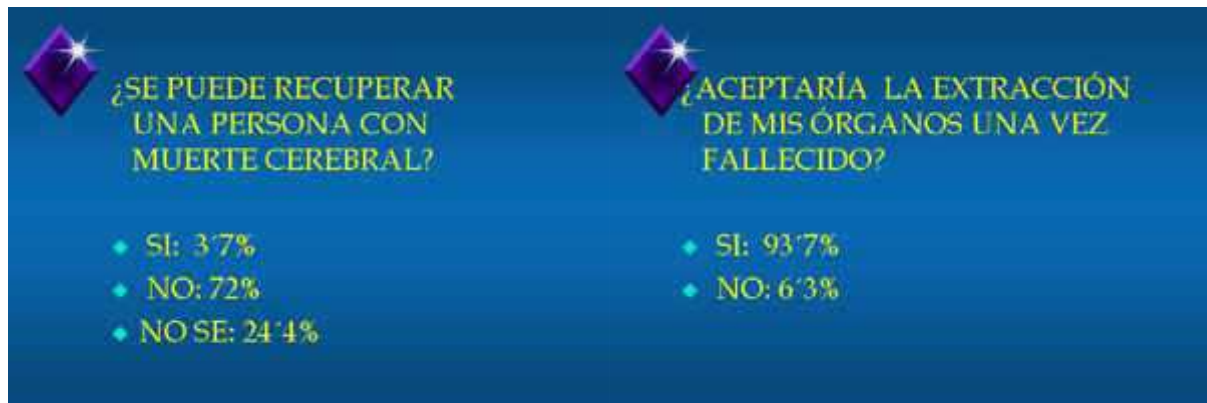 ¿SE PUEDE RECUPERAR
UNA PERSONA CON
MUERTE CEREBRAL?
SI: 3´7%
NO: 72%
NO SE: 24´4%
¿ACEPTARÍA LA EXTRACCIÓN
DE MIS ÓRGANOS UNA VEZ
FALLECIDO?
SI: 93´7%
NO: 6´3%